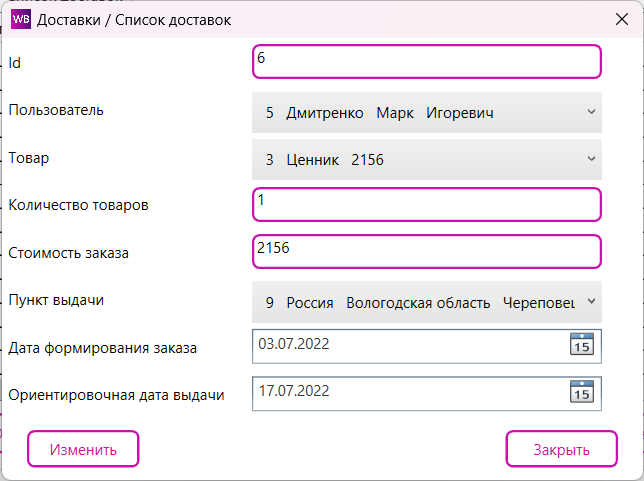 WB Доставки / Список доставок
Id 6
Пользователь 5 Дмитренко Марк Игоревич
Товар 3 Ценник 2156
Количество товаров 1
Стоимость заказа 2156
Пункт выдачи 9 Россия Вологодская область Череповец
Дата формирования заказа 03.07.2022 15
Ориентировочная дата выдачи 17.07.2022 15
Изменить Закрыть